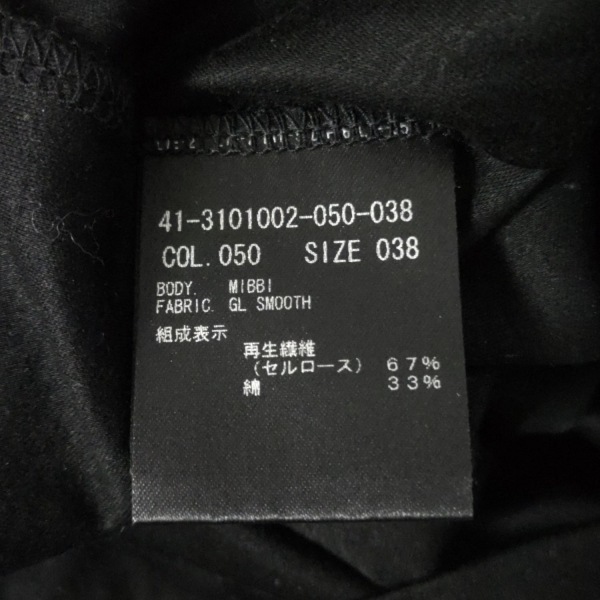 41-3101002-050-038
COL.050 SIZE 038
BODY. MIBBI
FABRIC. GL SMOOTH
組成表示
再生繊維
(セルロース) 67%
綿 33%